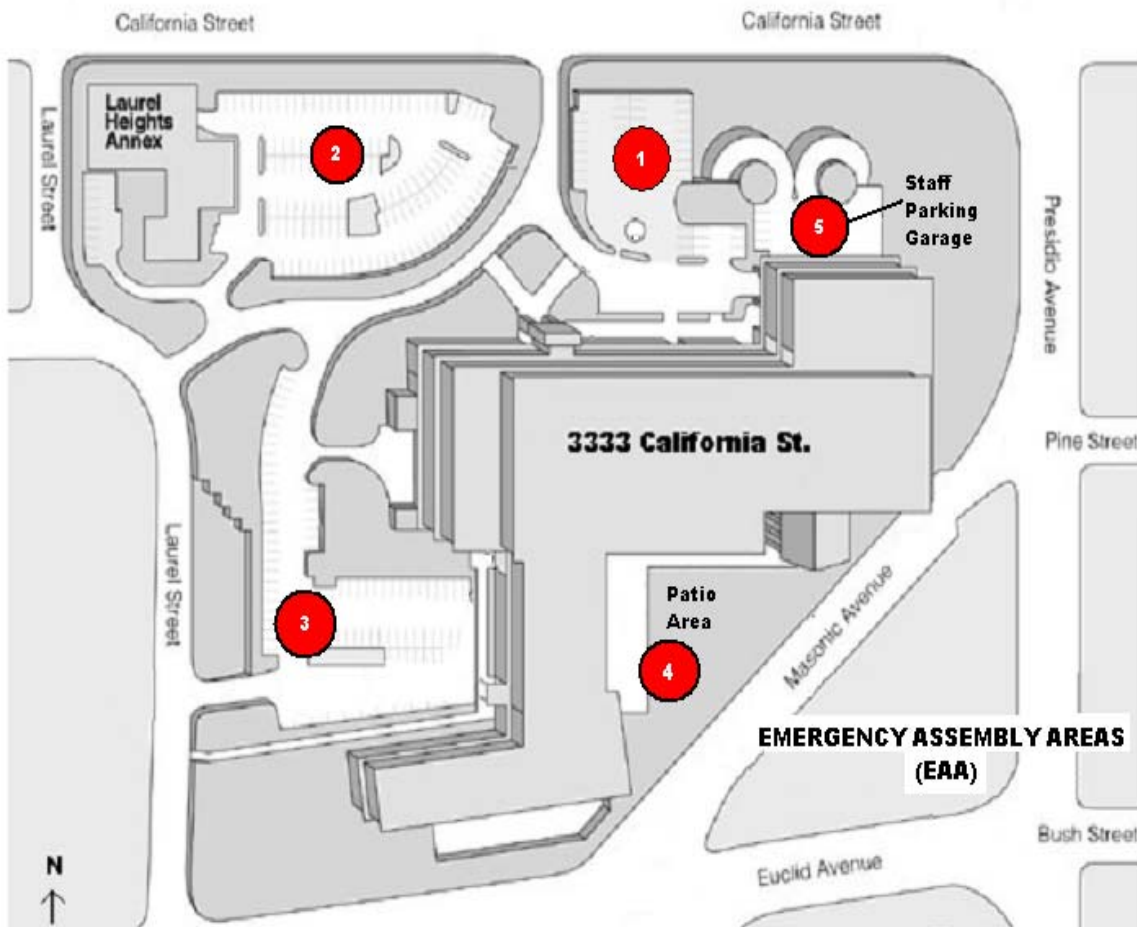 California Street
California Street
Laurel
Heights
Annex
Laurel Street
2
1
5
Staff
Parking
Garage
Presidio Avenue
3333 California St.
Pine Street
Laurel Street
3
Patio
Area
4
Masonic Avenue
EMERGENCY ASSEMBLY AREAS
(EAA)
Bush Street
Euclid Avenue
N